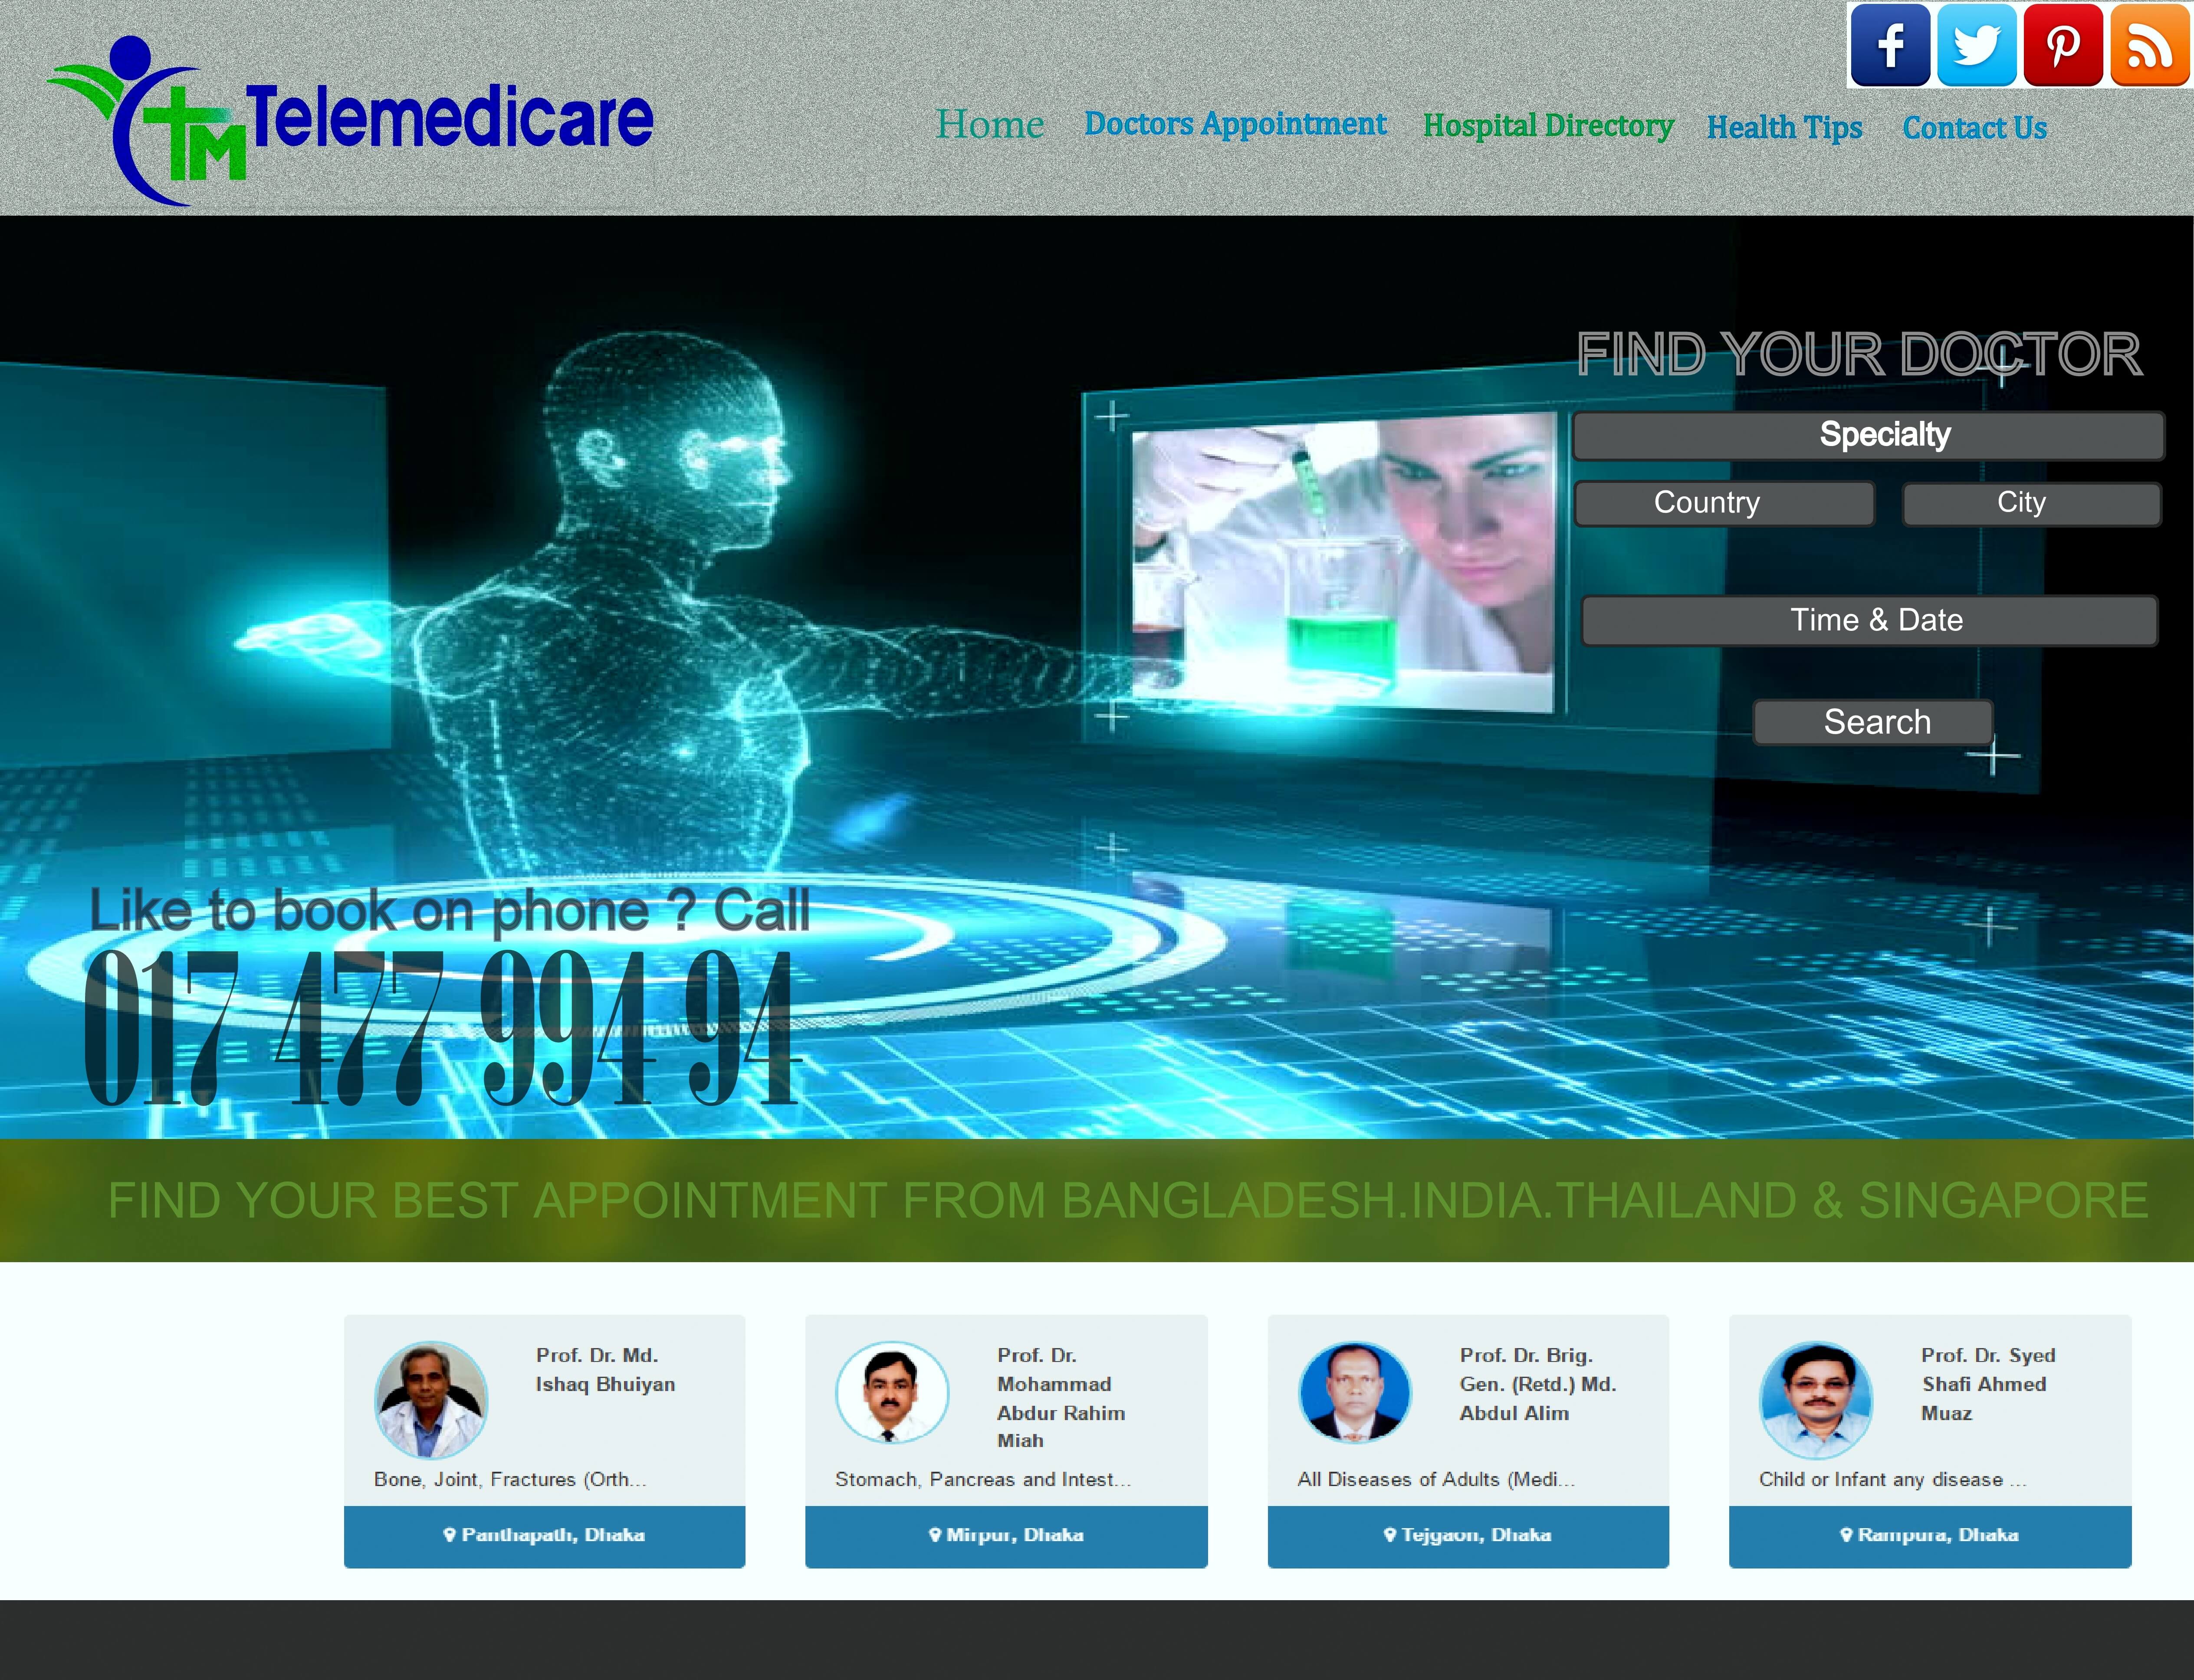 TM Telemedicare
Home Doctors Appointment Hospital Directory Health Tips Contact Us
FIND YOUR DOCTOR
Specialty
Country City
Time & Date
Search
Like to book on phone ? Call
017 477 994 94
FIND YOUR BEST APPOINTMENT FROM BANGLADESH.INDIA.THAILAND & SINGAPORE
Prof. Dr. Md.
Ishaq Bhuiyan
Bone, Joint, Fractures (Orth...
Panthapath, Dhaka
Prof. Dr.
Mohammad
Abdur Rahim
Miah
Stomach, Pancreas and Intest...
Mirpur, Dhaka
Prof. Dr. Brig.
Gen. (Retd.) Md.
Abdul Alim
All Diseases of Adults (Medi...
Tejgaon, Dhaka
Prof. Dr. Syed
Shafi Ahmed
Muaz
Child or Infant any disease ...
Rampura, Dhaka